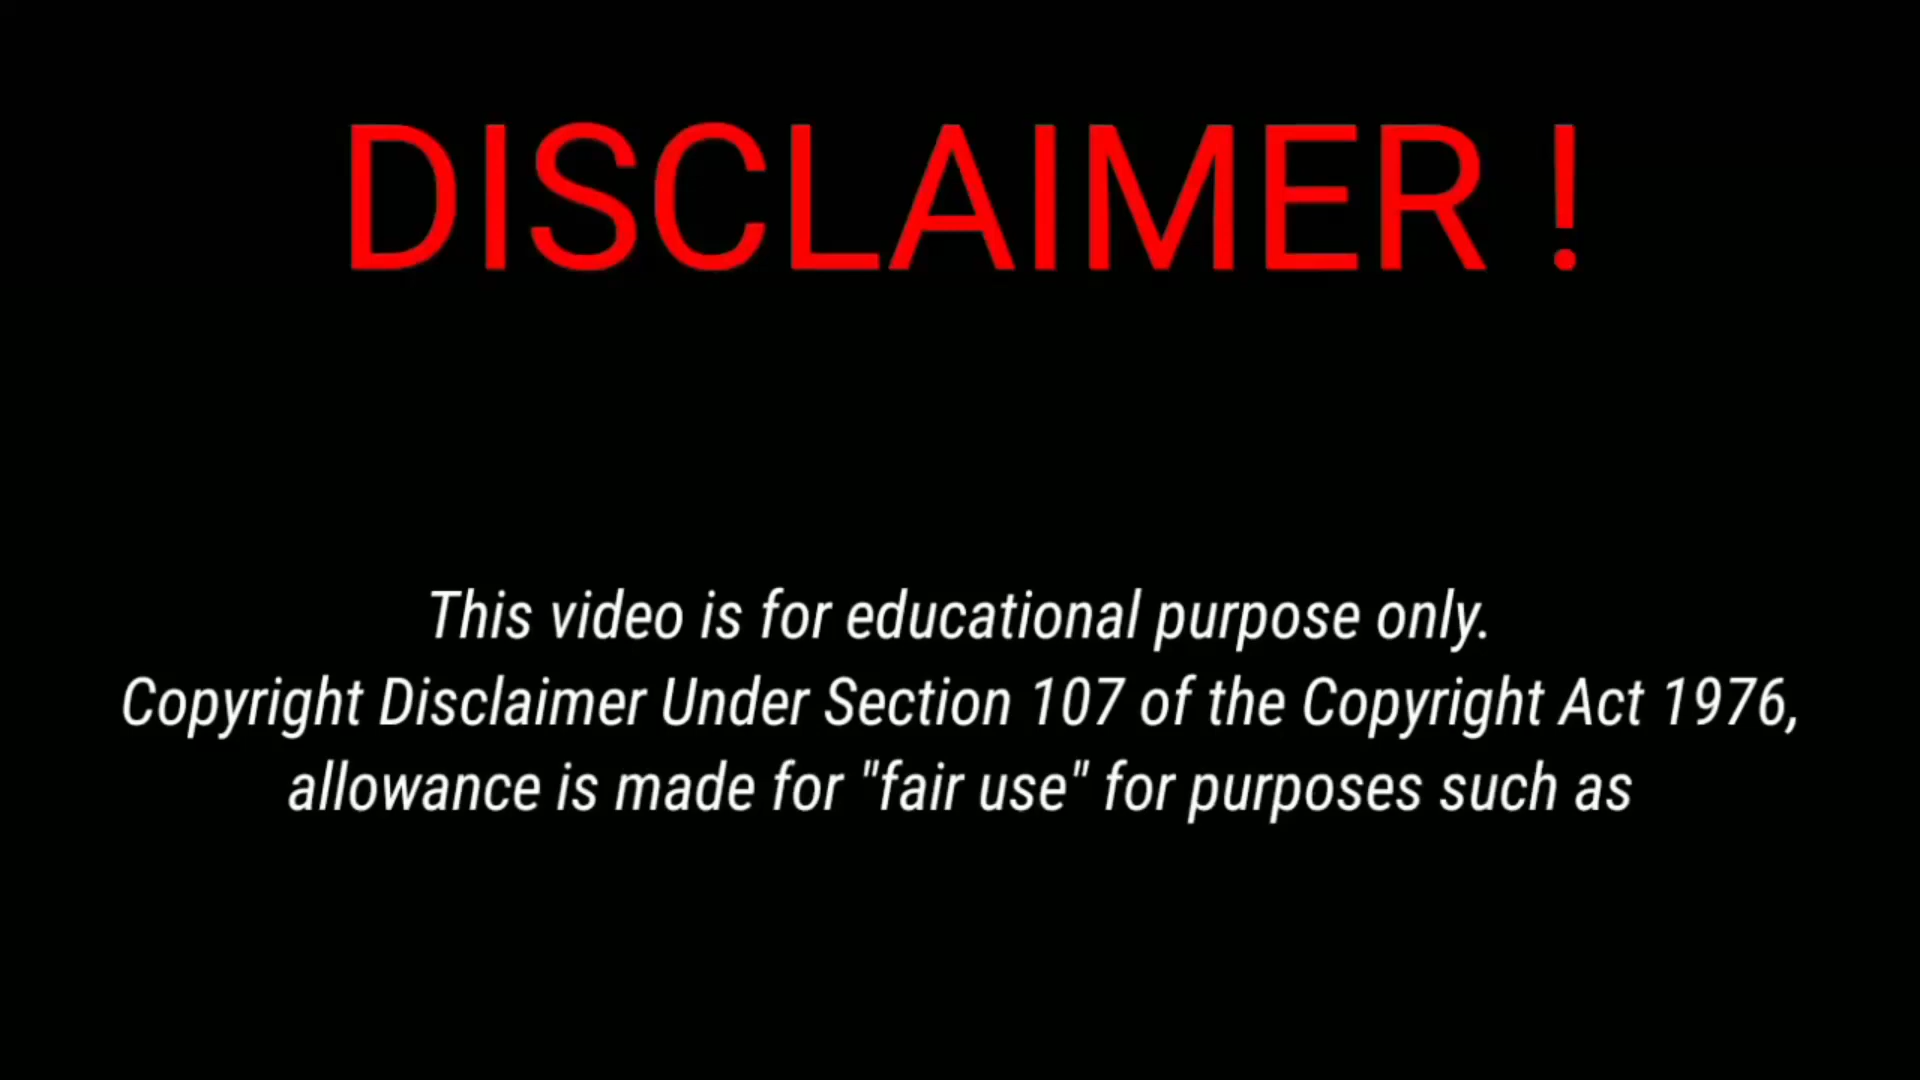 DISCLAIMER !
This video is for educational purpose only.
Copyright Disclaimer Under Section 107 of the Copyright Act 1976,
allowance is made for "fair use" for purposes such as